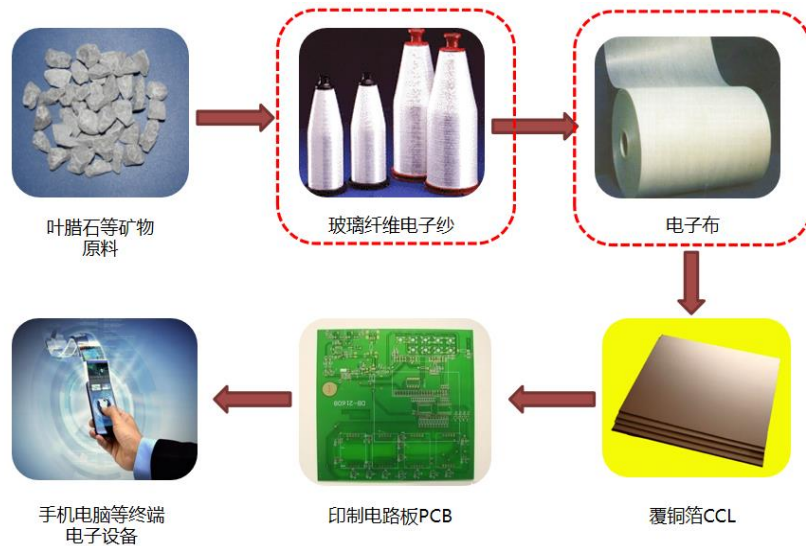 叶腊石等矿物
原料
玻璃纤维电子纱
电子布
手机电脑等终端
电子设备
印制电路板PCB
覆铜箔CCL